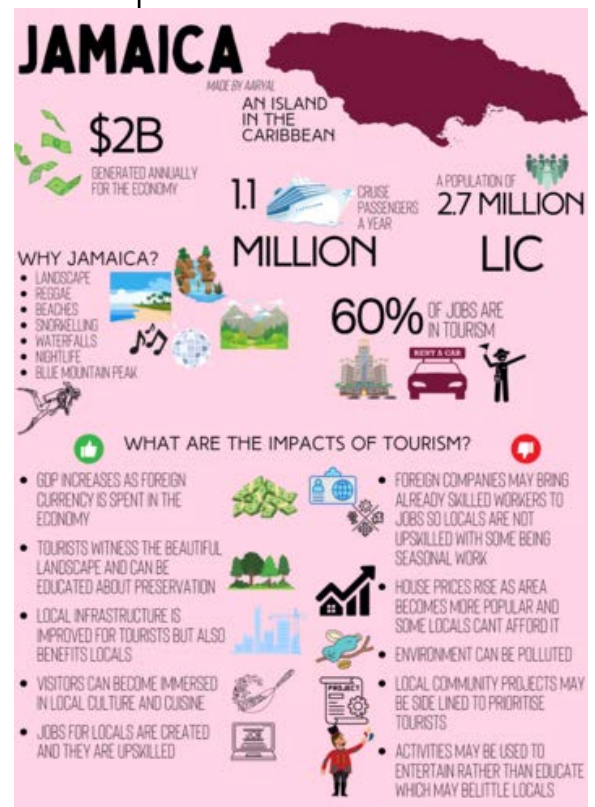 JAMAICA
MADE BY AARYAL
AN ISLAND
IN THE
CARIBBEAN
$2B
GENERATED ANNUALLY
FOR THE ECONOMY
1.1
CRUISE
PASSENGERS
A YEAR
MILLION
A POPULATION OF
2.7 MILLION
LIC
WHY JAMAICA?
• LANDSCAPE
• REGGAE
• BEACHES
• SNORKELLING
• WATERFALLS
• NIGHTLIFE
• BLUE MOUNTAIN PEAK
60%
OF JOBS ARE
IN TOURISM
RENT A CAR
WHAT ARE THE IMPACTS OF TOURISM?
• GDP INCREASES AS FOREIGN
CURRENCY IS SPENT IN THE
ECONOMY
• TOURISTS WITNESS THE BEAUTIFUL
LANDSCAPE AND CAN BE
EDUCATED ABOUT PRESERVATION
• LOCAL INFRASTRUCTURE IS
IMPROVED FOR TOURISTS BUT ALSO
BENEFITS LOCALS
• VISITORS CAN BECOME IMMERSED
IN LOCAL CULTURE AND CUISINE
• JOBS FOR LOCALS ARE CREATED
AND THEY ARE UPSKILLED
• FOREIGN COMPANIES MAY BRING
ALREADY SKILLED WORKERS TO
JOBS SO LOCALS ARE NOT
UPSKILLED WITH SOME BEING
SEASONAL WORK
• HOUSE PRICES RISE AS AREA
BECOMES MORE POPULAR AND
SOME LOCALS CANT AFFORD IT
• ENVIRONMENT CAN BE POLLUTED
PROJECT
• LOCAL COMMUNITY PROJECTS MAY
BE SIDE LINED TO PRIORITISE
TOURISTS
• ACTIVITIES MAY BE USED TO
ENTERTAIN RATHER THAN EDUCATE
WHICH MAY BELITTLE LOCALS